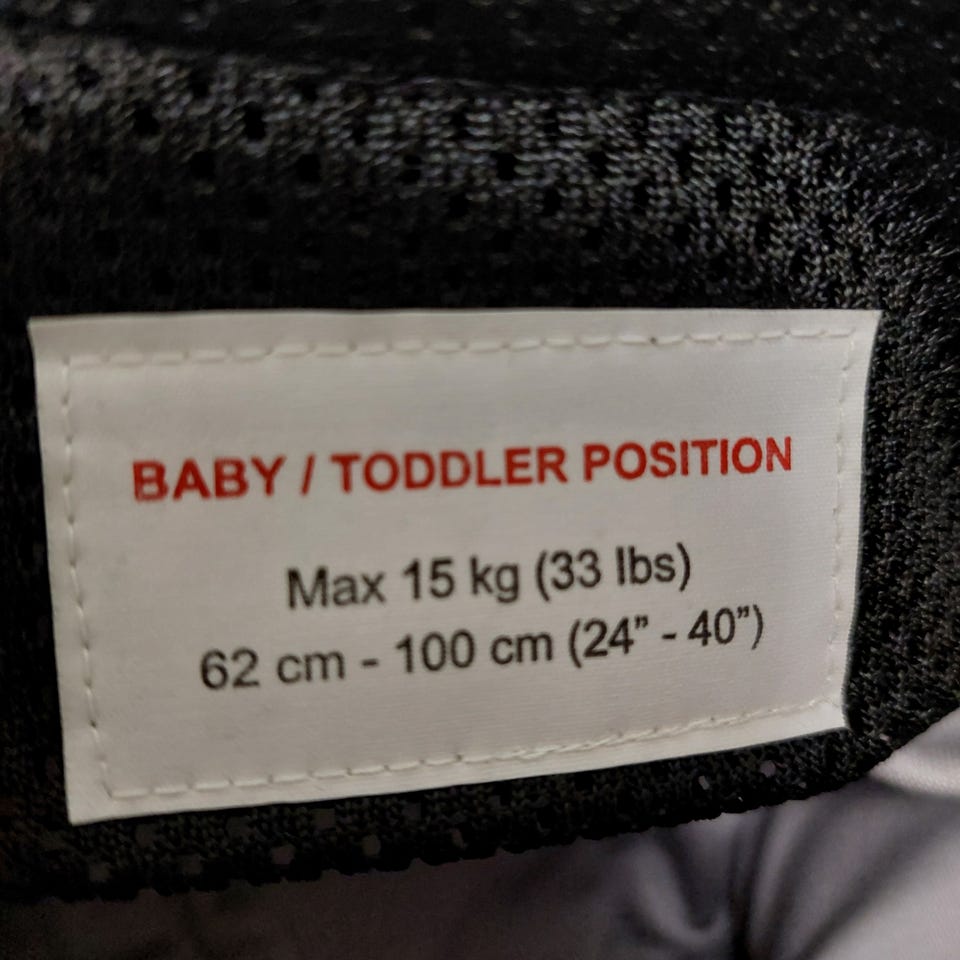 BABY / TODDLER POSITION
Max 15 kg (33 lbs)
62 cm - 100 cm (24” - 40”)